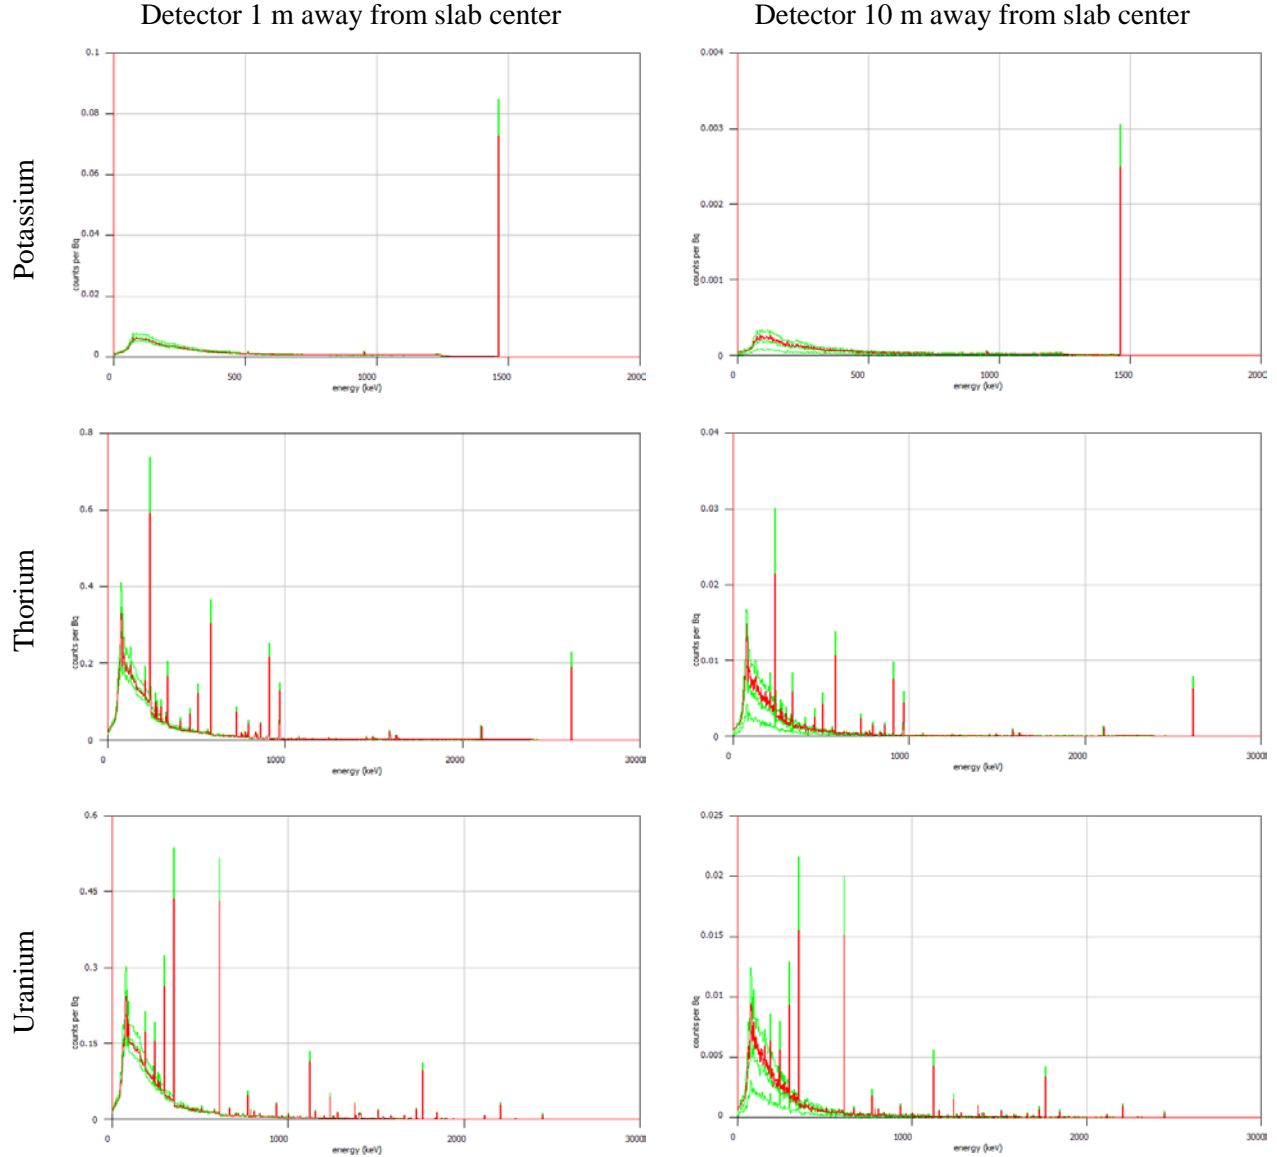 Detector 1 m away from slab center
Detector 10 m away from slab center
Potassium
0.1
0.08
0.06
0.04
0.02
0
counts per Bq
0 500 1000 1500 200C
energy (keV)
0.004
0.003
0.002
0.001
0
counts per Bq
0 500 1000 1500 200C
energy (keV)
Thorium
0.8
0.6
0.4
0.2
0
counts per Bq
0 1000 2000 3000
energy (keV)
0.04
0.03
0.02
0.01
0
counts per Bq
0 1000 2000 3000
energy (keV)
Uranium
0.6
0.45
0.3
0.15
0
counts per Bq
0 1000 2000 3000
energy (keV)
0.025
0.02
0.015
0.01
0.005
0
counts per Bq
0 1000 2000 3000
energy (keV)